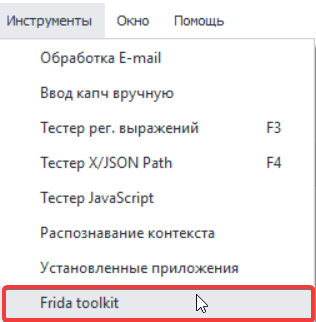 Инструменты Окно Помощь
Обработка E-mail
Ввод капч вручную
Тестер рег. выражений F3
Тестер X/JSON Path F4
Тестер JavaScript
Распознавание контекста
Установленные приложения
Frida toolkit